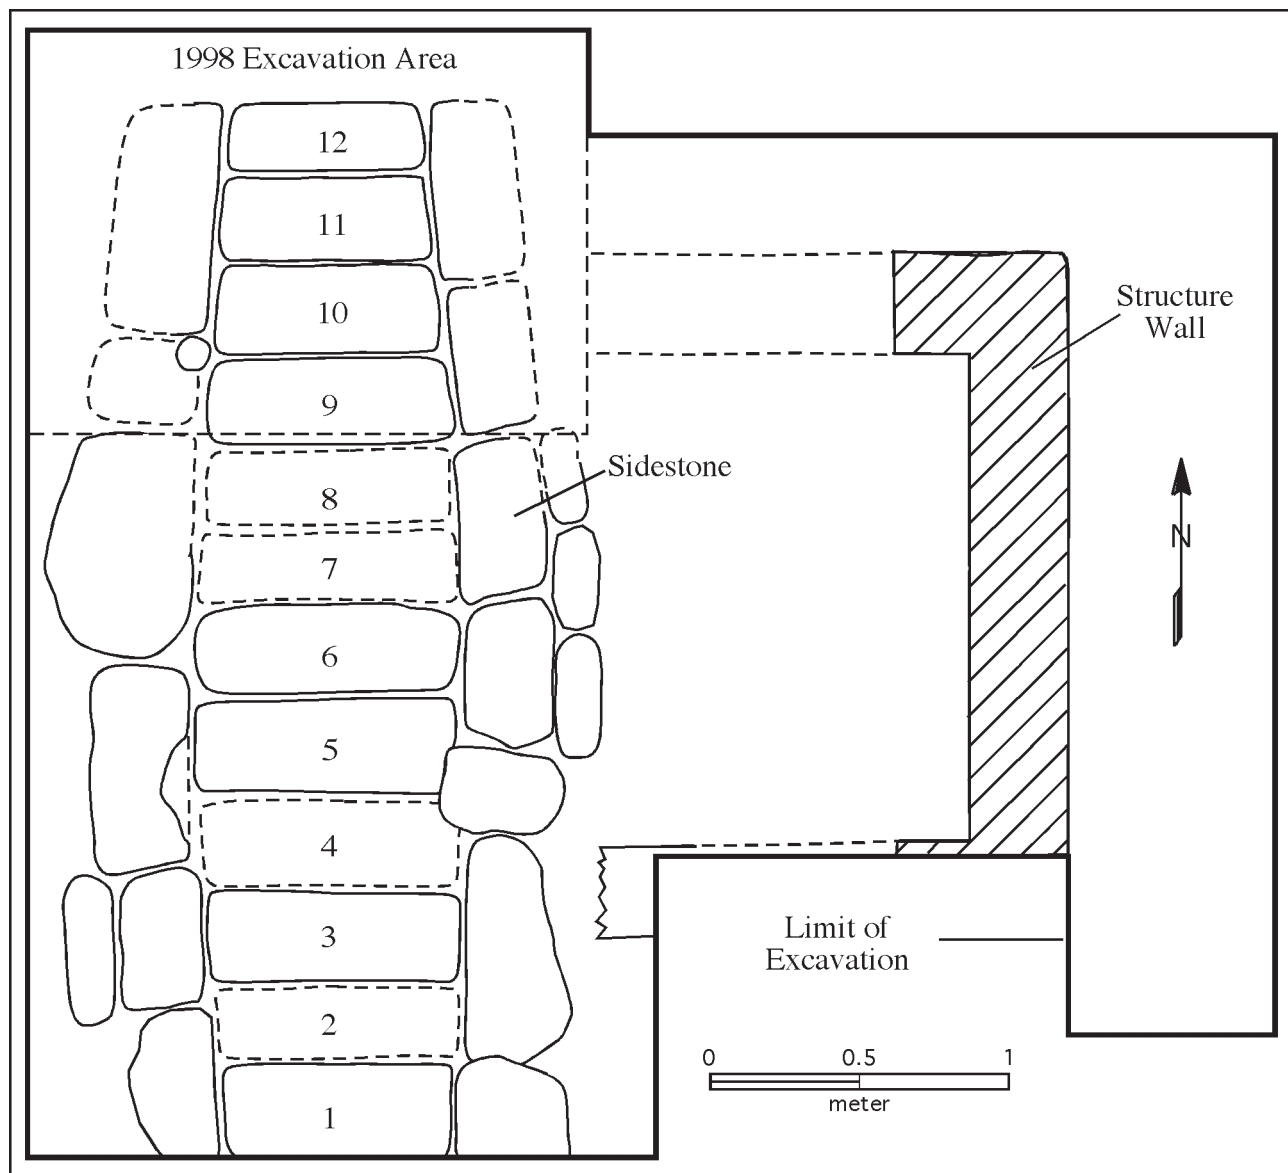 1998 Excavation Area
12
11
10
9
8
7
6
5
4
3
2
1
Sidestone
Structure
Wall
N
Limit of
Excavation
0 0.5 1
meter